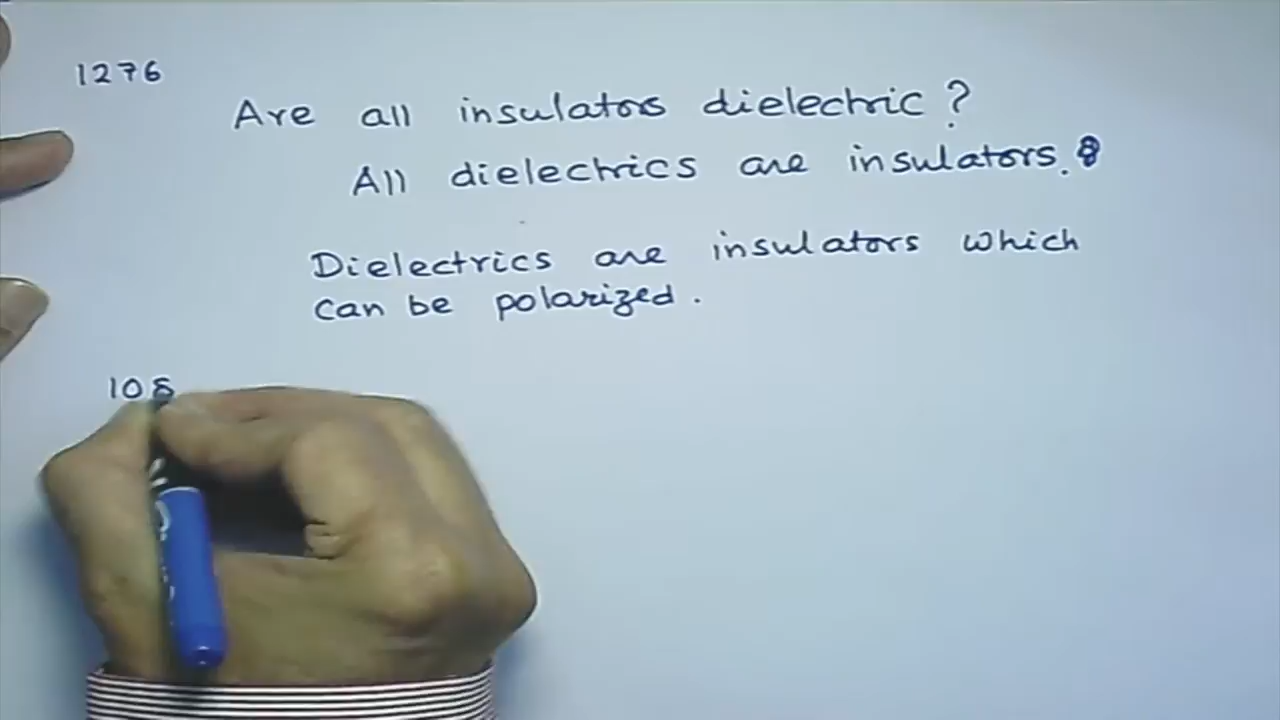 1276
Are all insulators dielectric?
All dielectrics are insulators.
Dielectrics are insulators which
can be polarized.
108